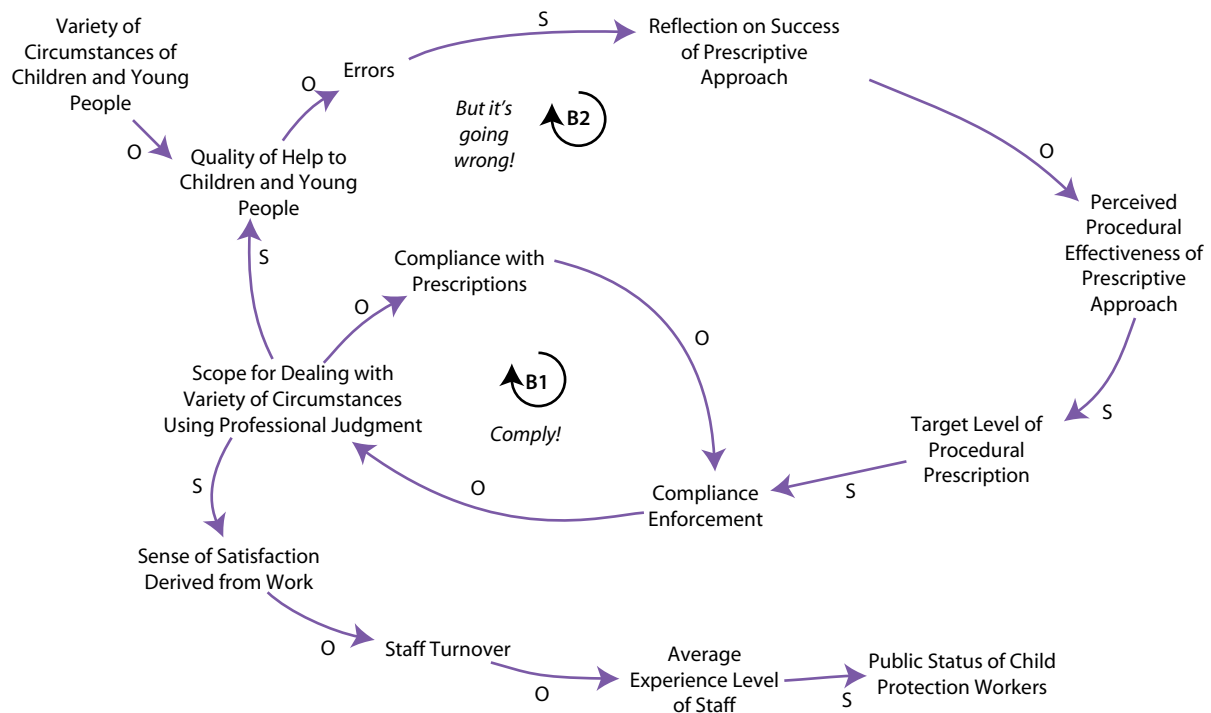 Variety of
Circumstances of
Children and Young
People
O
Quality of Help to
Children and Young
People
O
Errors
S
Reflection on Success
of Prescriptive
Approach
But it's
going
wrong!
B2
O
Perceived
Procedural
Effectiveness of
Prescriptive
Approach
S
Compliance with
Prescriptions
O
O
Scope for Dealing with
Variety of Circumstances
Using Professional Judgment
B1
Comply!
S
Target Level of
Procedural
Prescription
S
Compliance
Enforcement
O
S
Sense of Satisfaction
Derived from Work
O
Staff Turnover
O
Average
Experience Level
of Staff
S
Public Status of Child
Protection Workers